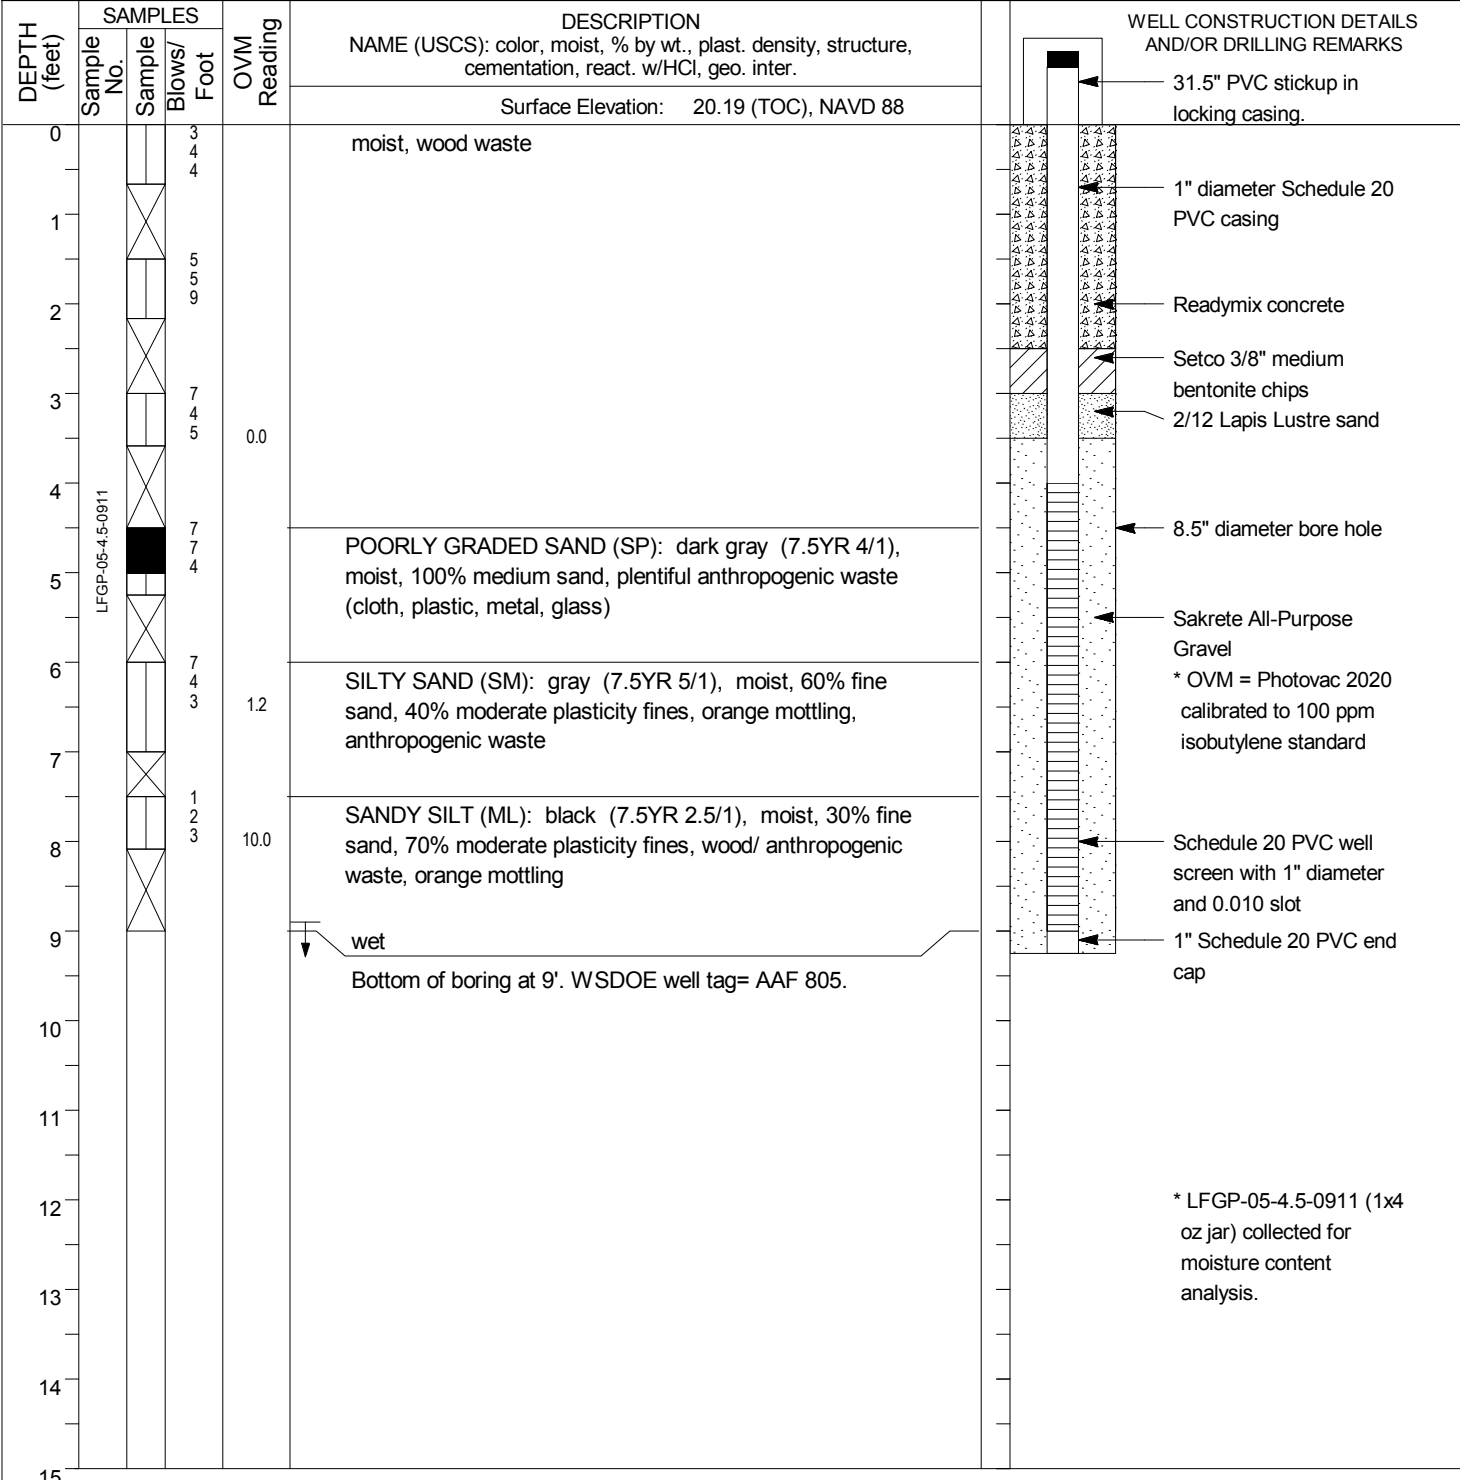 SAMPLES
DEPTH
(feet)
Sample
No.
Sample
Blows/
Foot
OVM
Reading
DESCRIPTION
NAME (USCS): color, moist, % by wt., plast. density, structure,
cementation, react. w/HCl, geo. inter.
Surface Elevation: 20.19 (TOC), NAVD 88
WELL CONSTRUCTION DETAILS
AND/OR DRILLING REMARKS
31.5" PVC stickup in
locking casing.
0
3
4
4
moist, wood waste
1" diameter Schedule 20
PVC casing
1
5
5
9
2
Readymix concrete
Setco 3/8" medium
bentonite chips
3
7
4
5
0.0
2/12 Lapis Lustre sand
4
LFGP-05-4.5-0911
7
7
4
8.5" diameter bore hole
POORLY GRADED SAND (SP): dark gray (7.5YR 4/1),
moist, 100% medium sand, plentiful anthropogenic waste
(cloth, plastic, metal, glass)
5
Sakrete All-Purpose
Gravel
6
7
4
3
1.2
SILTY SAND (SM): gray (7.5YR 5/1), moist, 60% fine
sand, 40% moderate plasticity fines, orange mottling,
anthropogenic waste
* OVM = Photovac 2020
calibrated to 100 ppm
isobutylene standard
7
1
2
3
10.0
SANDY SILT (ML): black (7.5YR 2.5/1), moist, 30% fine
sand, 70% moderate plasticity fines, wood/ anthropogenic
waste, orange mottling
8
Schedule 20 PVC well
screen with 1" diameter
and 0.010 slot
9
wet
1" Schedule 20 PVC end
cap
Bottom of boring at 9'. WSDOE well tag= AAF 805.
10
11
12
* LFGP-05-4.5-0911 (1x4
oz jar) collected for
moisture content
analysis.
13
14
15